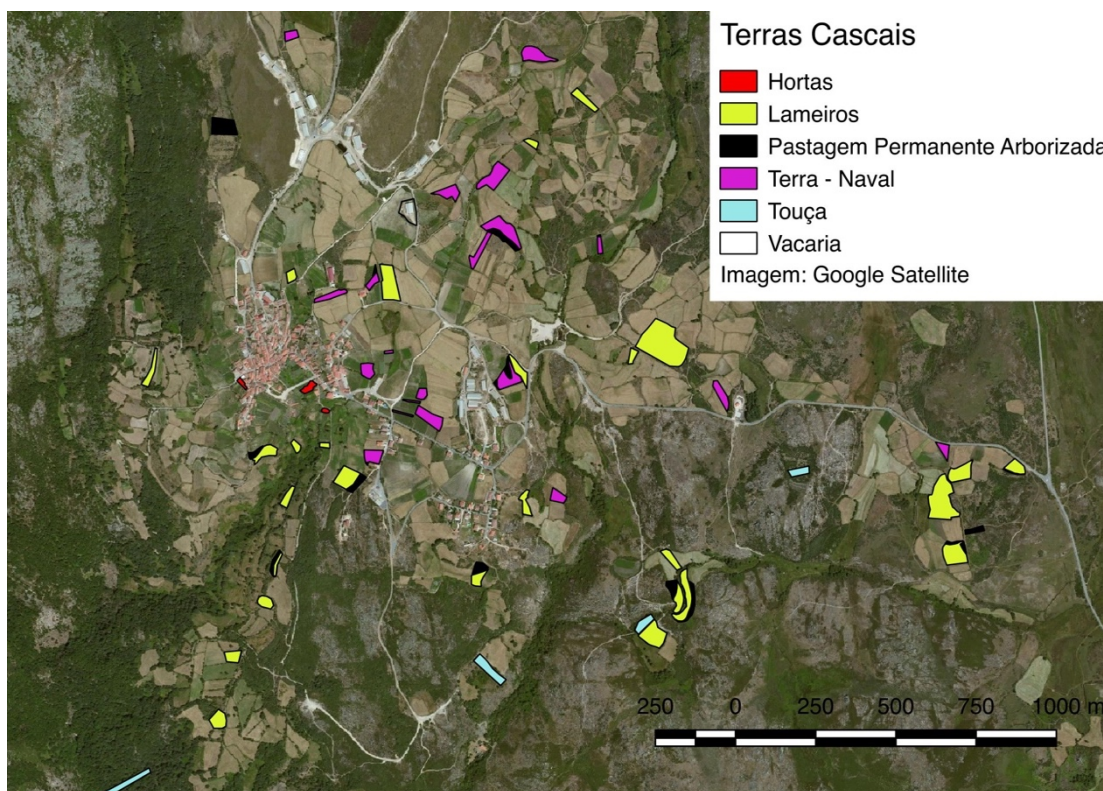 Terras Cascais
Hortas
Lameiros
Pastagem Permanente Arborizada
Terra - Naval
Touça
Vacaria
Imagem: Google Satellite
250 0 250 500 750 1000 m